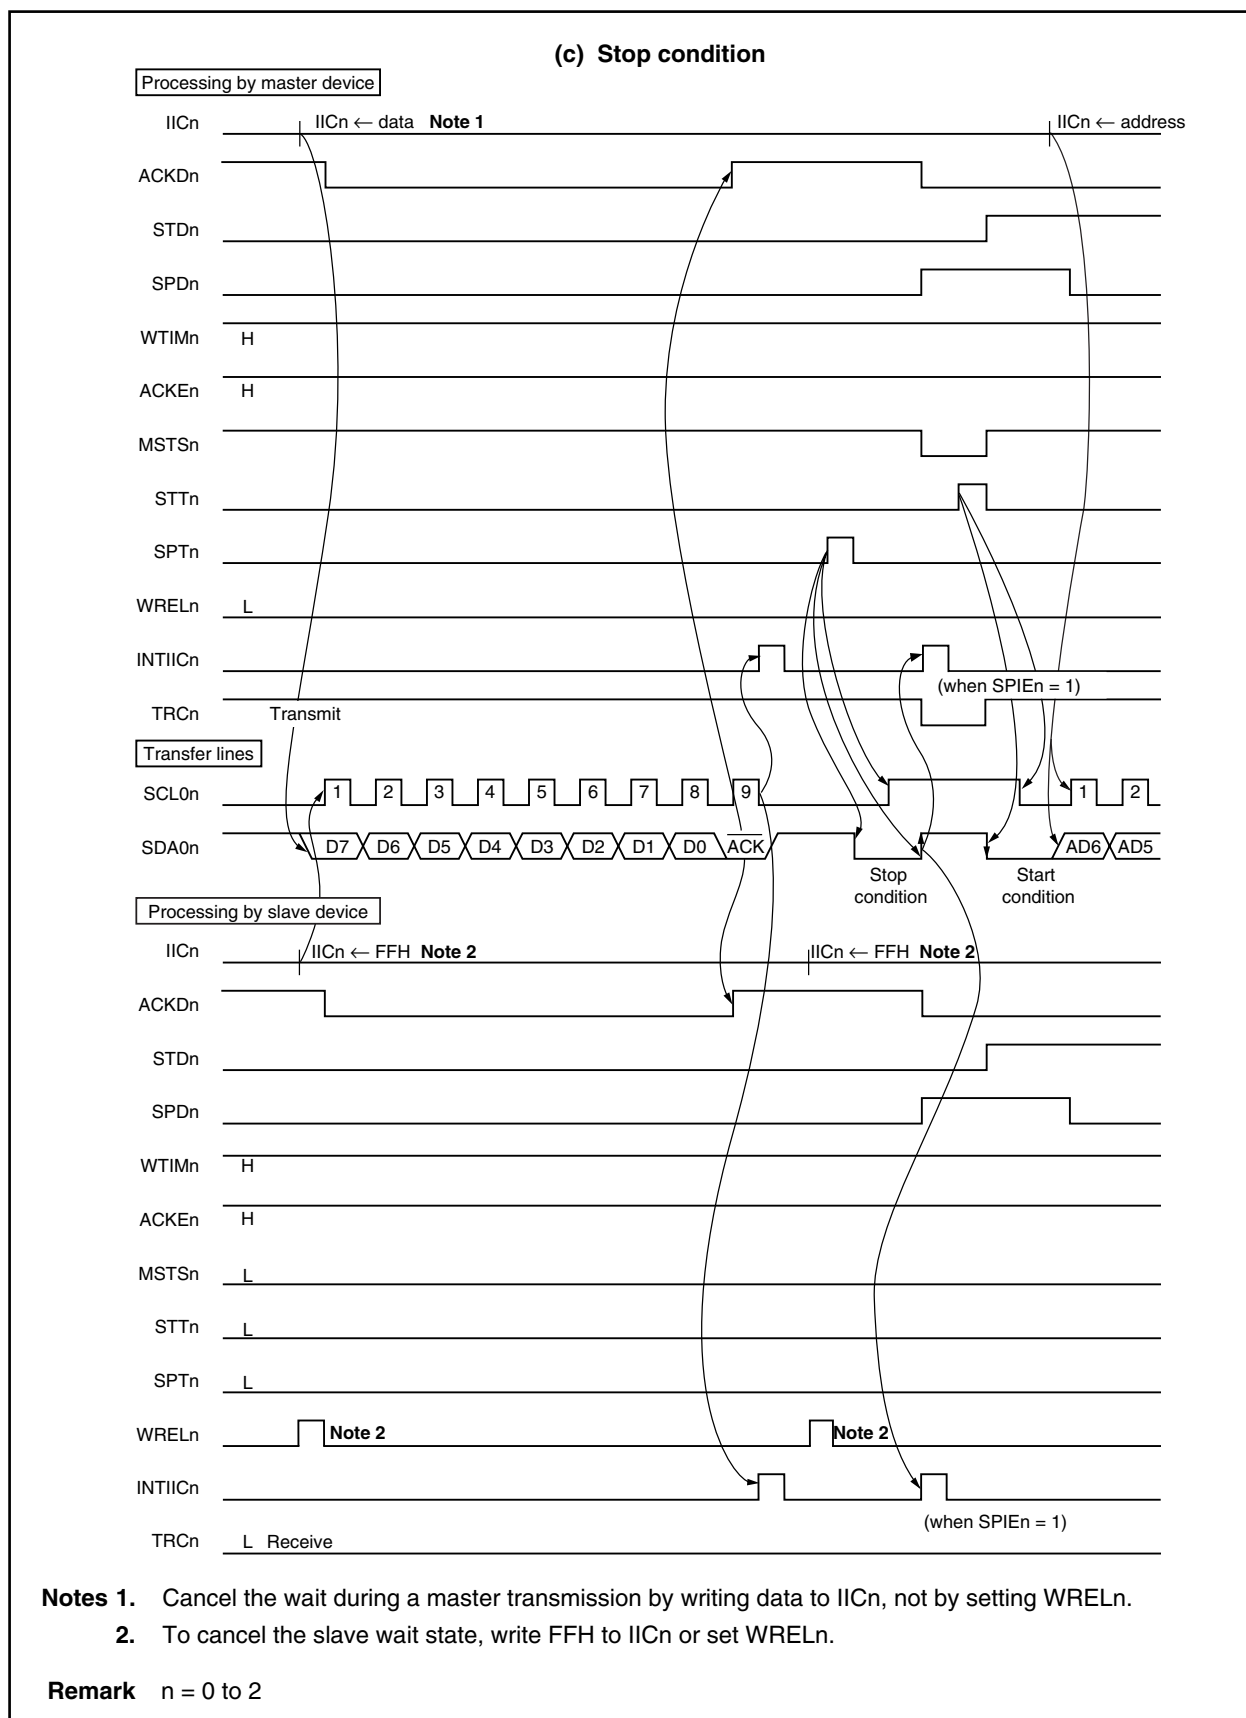 (c) Stop condition
Processing by master device
IICn
IICn ← data Note 1
IICn ← address
ACKDn
STDn
SPDn
WTIMn H
ACKEn H
MSTSn
STTn
SPTn
WRELn L
INTIICn
(when SPIEn = 1)
TRCn Transmit
Transfer lines
SCL0n 1 2 3 4 5 6 7 8 9 1 2
SDA0n D7 D6 D5 D4 D3 D2 D1 D0 ACK AD6 AD5
Stop
condition
Start
condition
Processing by slave device
IICn
IICn ← FFH Note 2
IICn ← FFH Note 2
ACKDn
STDn
SPDn
WTIMn H
ACKEn H
MSTSn L
STTn L
SPTn L
WRELn Note 2 Note 2
INTIICn
(when SPIEn = 1)
TRCn L Receive
Notes 1. Cancel the wait during a master transmission by writing data to IICn, not by setting WRELn.
2. To cancel the slave wait state, write FFH to IICn or set WRELn.
Remark n = 0 to 2